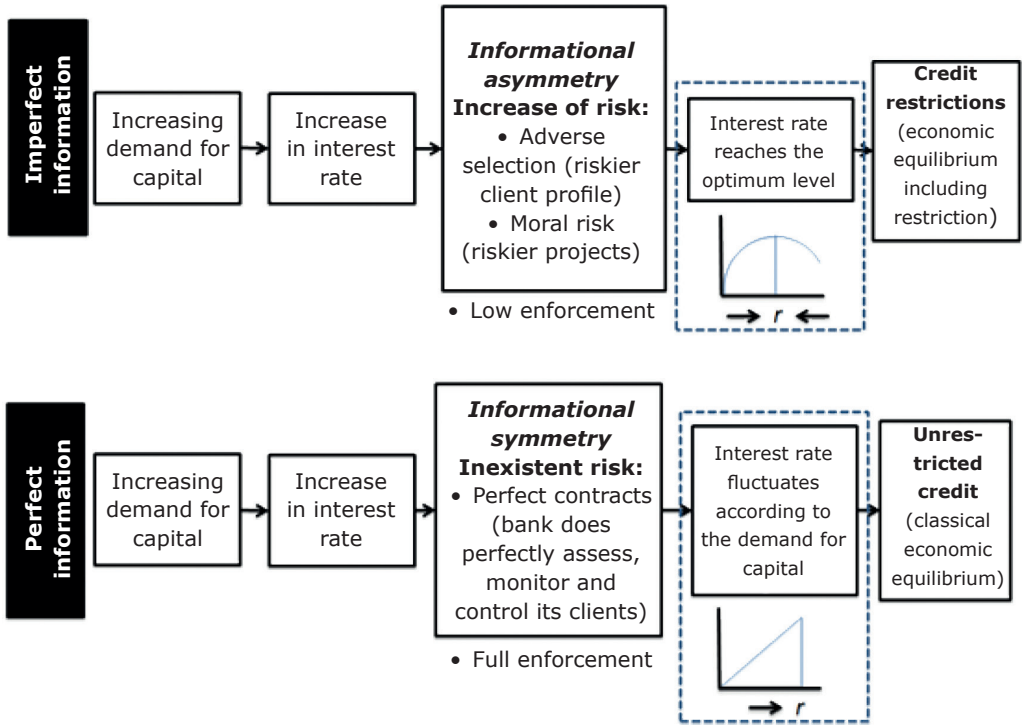 Imperfect
information
Increasing
demand for
capital
Increase
in interest
rate
Informational
asymmetry
Increase of risk:
• Adverse
selection (riskier
client profile)
• Moral risk
(riskier projects)
• Low enforcement
Interest rate
reaches the
optimum level
r
Credit
restrictions
(economic
equilibrium
including
restriction)
Perfect
information
Increasing
demand for
capital
Increase
in interest
rate
Informational
symmetry
Inexistent risk:
• Perfect contracts
(bank does
perfectly assess,
monitor and
control its clients)
• Full enforcement
Interest rate
fluctuates
according to
the demand for
capital
r
Unres-
tricted
credit
(classical
economic
equilibrium)